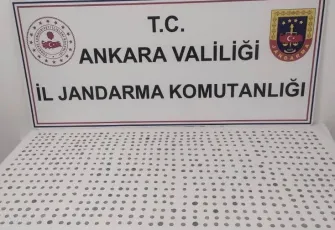 T.C.
ANKARA VALİLİĞİ
İL JANDARMA KOMUTANLIĞI